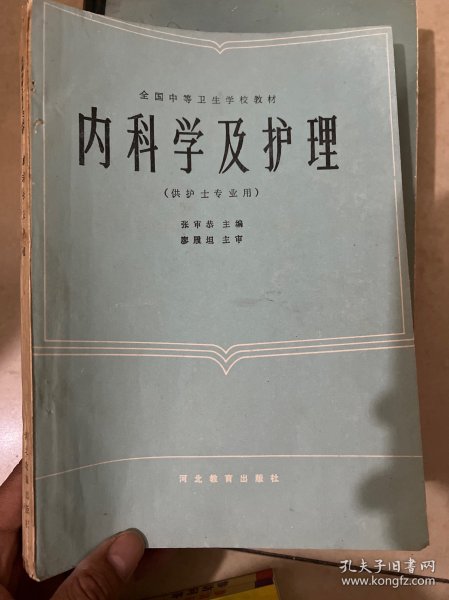 全国中等卫生学校教材
内科学及护理
（供护士专业用）
张审恭 主编
廖履坦 主审
河北教育出版社
孔夫子旧书网
www.kongfz.com